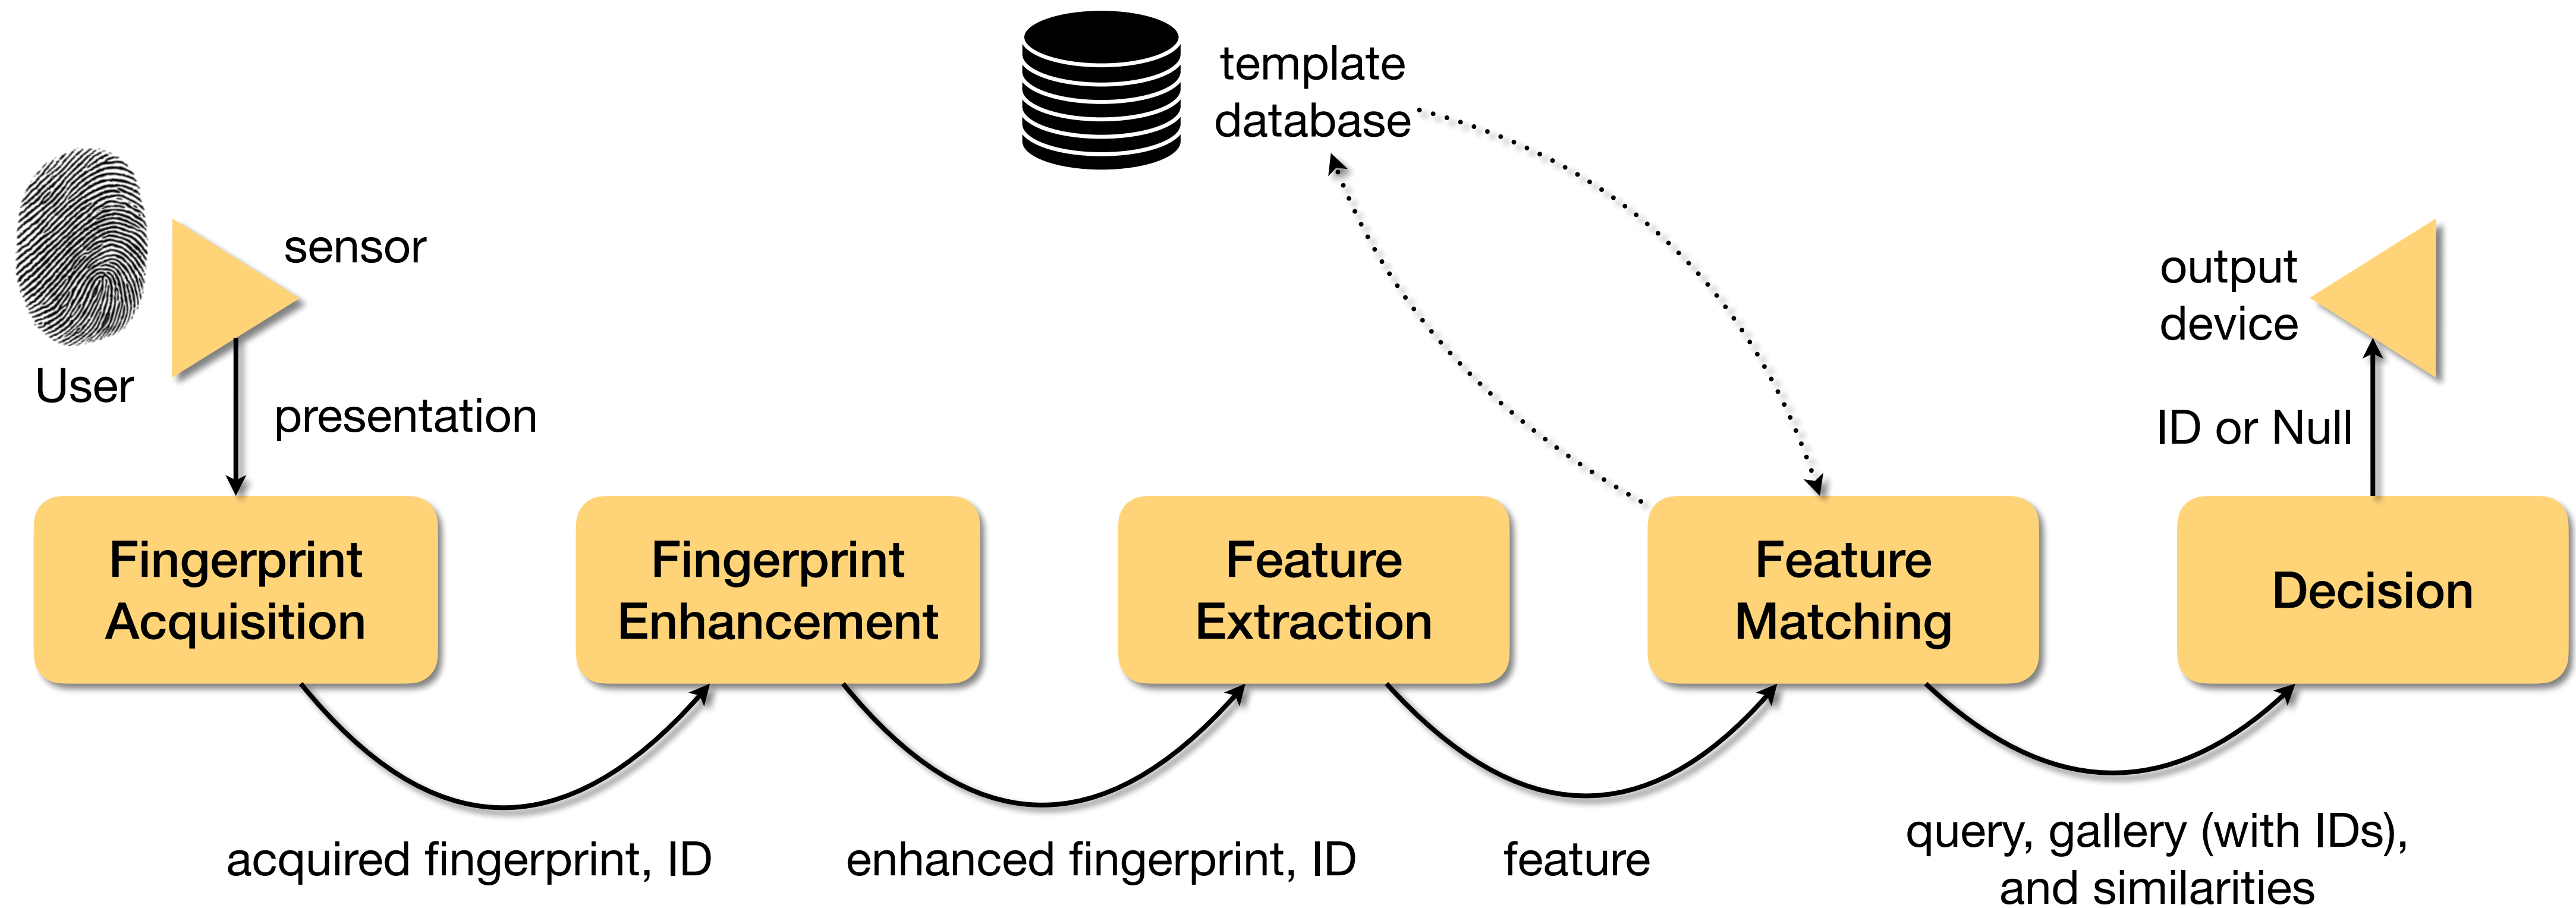 template
database
sensor
User
presentation
output
device
ID or Null
Fingerprint
Acquisition
Fingerprint
Enhancement
Feature
Extraction
Feature
Matching
Decision
acquired fingerprint, ID
enhanced fingerprint, ID
feature
query, gallery (with IDs),
and similarities